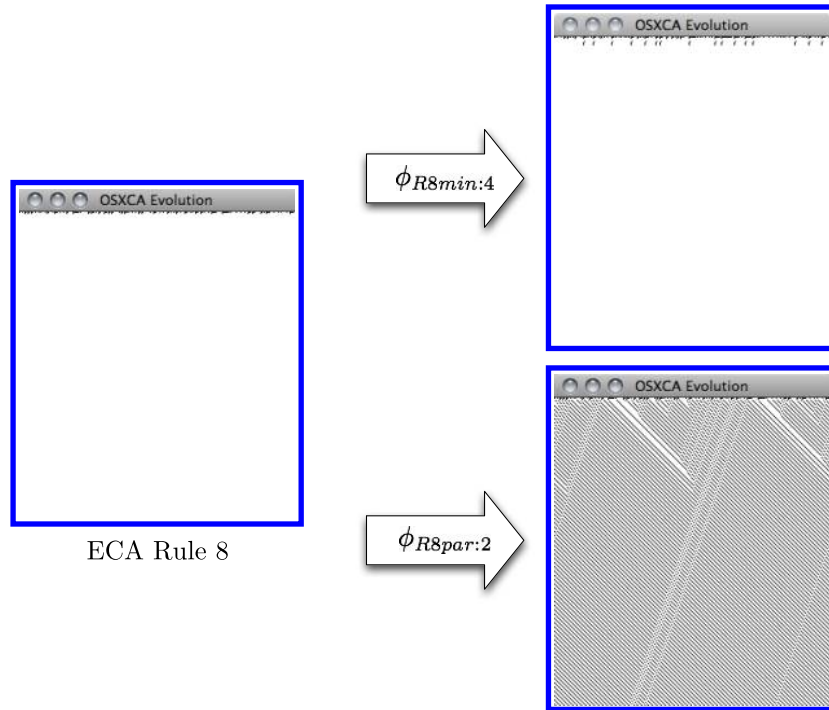 OSXCA Evolution
ϕR8min:4
OSXCA Evolution
OSXCA Evolution
ϕR8par:2
ECA Rule 8